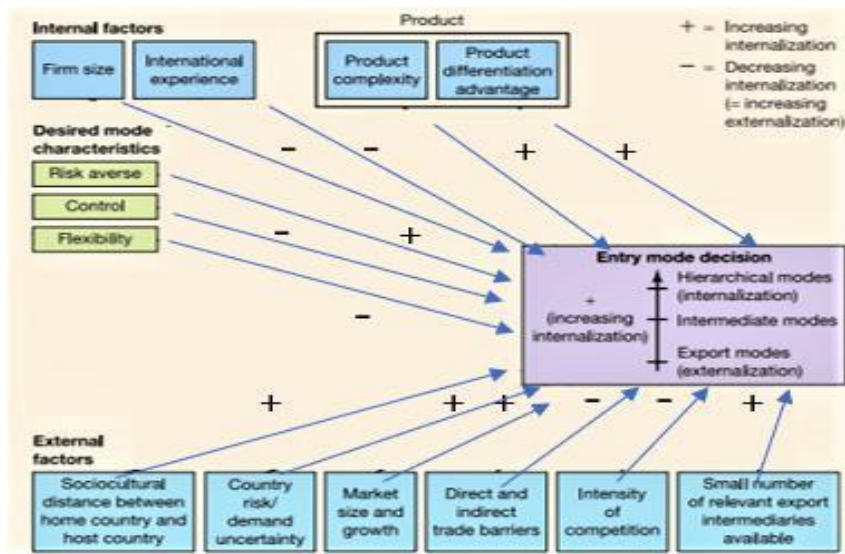 Product
Internal factors
Firm size
International
experience
Product
complexity
Product
differentiation
advantage
+ = Increasing
internalization
− = Decreasing
internalization
(= increasing
externalization)
Desired mode
characteristics
− − + +
Risk averse
Control
Flexibility
− +
−
Entry mode decision
+
(increasing
internalization)
Hierarchical modes
(internalization)
Intermediate modes
Export modes
(externalization)
+ + + − − +
External
factors
Sociocultural
distance between
home country and
host country
Country
risk/
demand
uncertainty
Market
size and
growth
Direct and
indirect
trade barriers
Intensity
of
competition
Small number
of relevant export
intermediaries
available